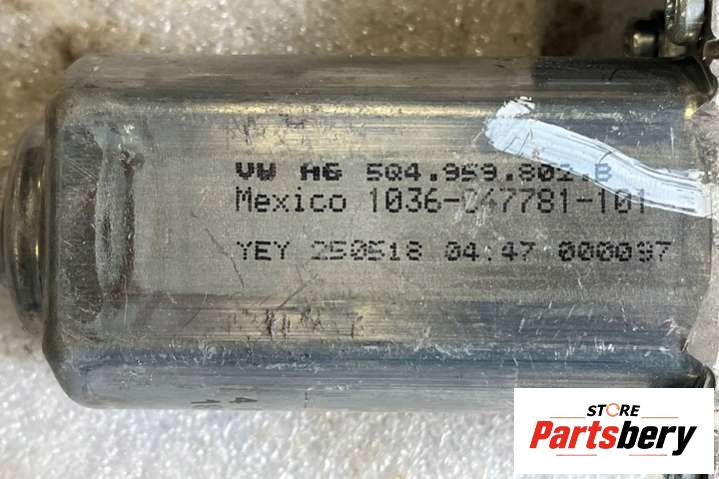 VW AG 5Q4.959.802.B
Mexico 1036-047781-101
YEY 250518 04:47 000097
STORE
Partsbery